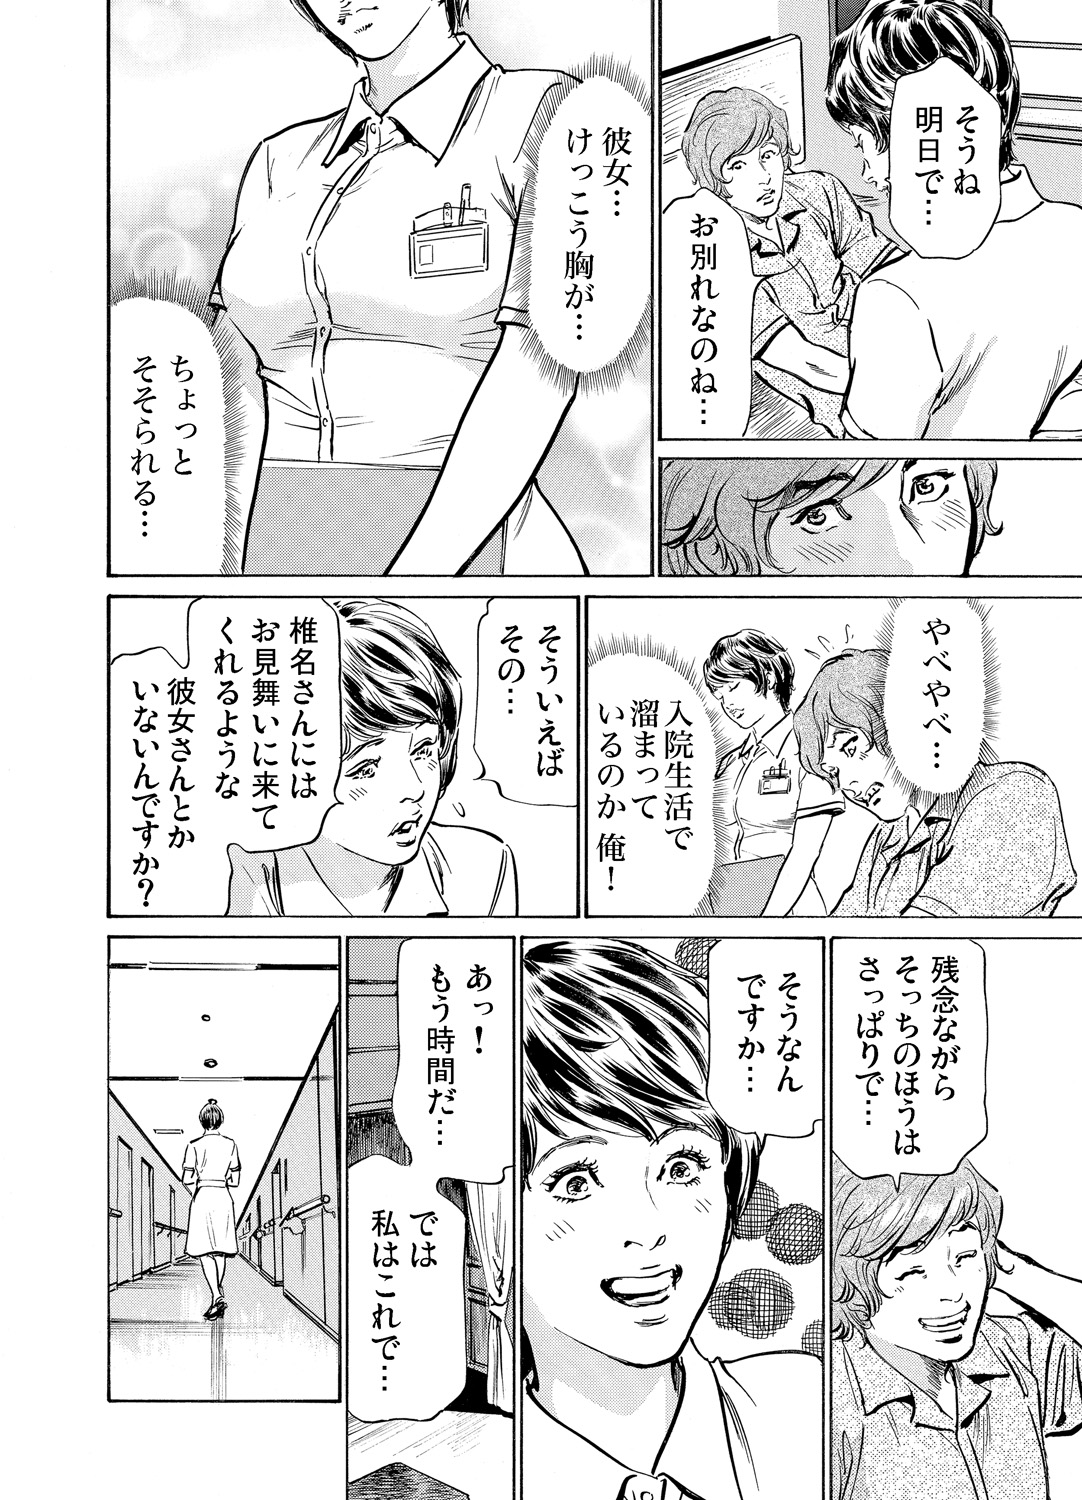 そうね
明日で…
お別れなのね…
彼女…
けっこう胸が…
ちょっと
そそられる…
やべやべ…
入院生活で
溜まって
いるのか 俺！
そういえば
その…
椎名さんには
お見舞いに来て
くれるような
彼女さんとか
いないんですか？
残念ながら
そっちのほうは
さっぱりで…
そうなん
ですか…
あっ！
もう時間だ…
では
私はこれで…